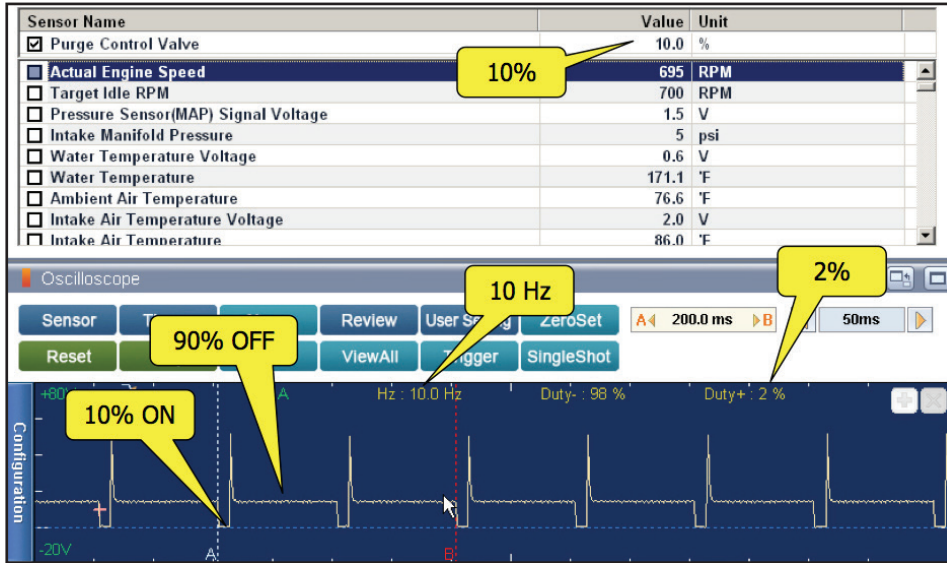 Sensor Name Value Unit
Purge Control Valve 10.0 %
10%
Actual Engine Speed 695 RPM
Target Idle RPM 700 RPM
Pressure Sensor(MAP) Signal Voltage 1.5 V
Intake Manifold Pressure 5 psi
Water Temperature Voltage 0.6 V
Water Temperature 171.1 'F
Ambient Air Temperature 76.6 'F
Intake Air Temperature Voltage 2.0 V
Intake Air Temperature 86.0 'F
Oscilloscope
10 Hz
2%
Sensor Review ZeroSet A 200.0 ms B 50ms
90% OFF
Reset ViewAll Trigger SingleShot
+80V A Hz : 10.0 Hz Duty- : 98 % Duty+ : 2 %
10% ON
Configuration
-20V A B